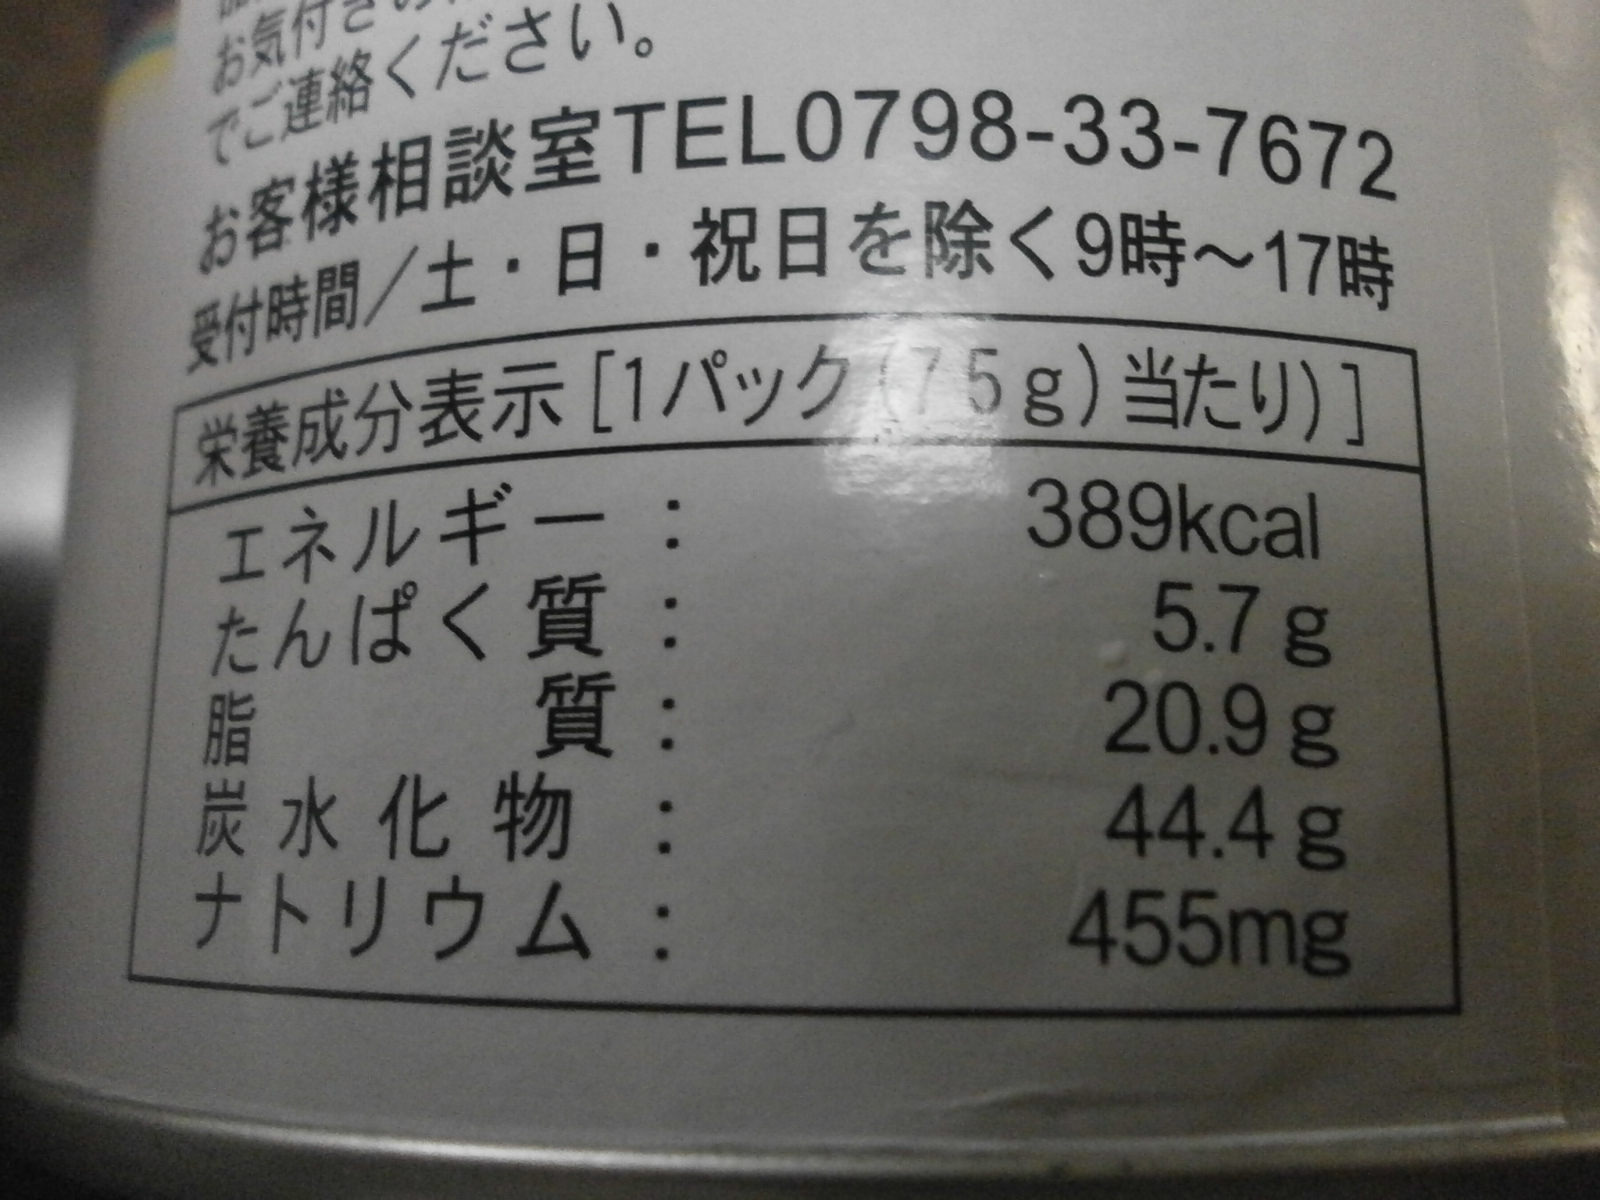 お気付きの
でご連絡ください。
お客様相談室TEL0798-33-7672
受付時間／土・日・祝日を除く9時～17時
栄養成分表示［1パック(75g)当たり)］
エネルギー：389kcal
たんぱく質：5.7g
脂質：20.9g
炭水化物：44.4g
ナトリウム：455mg